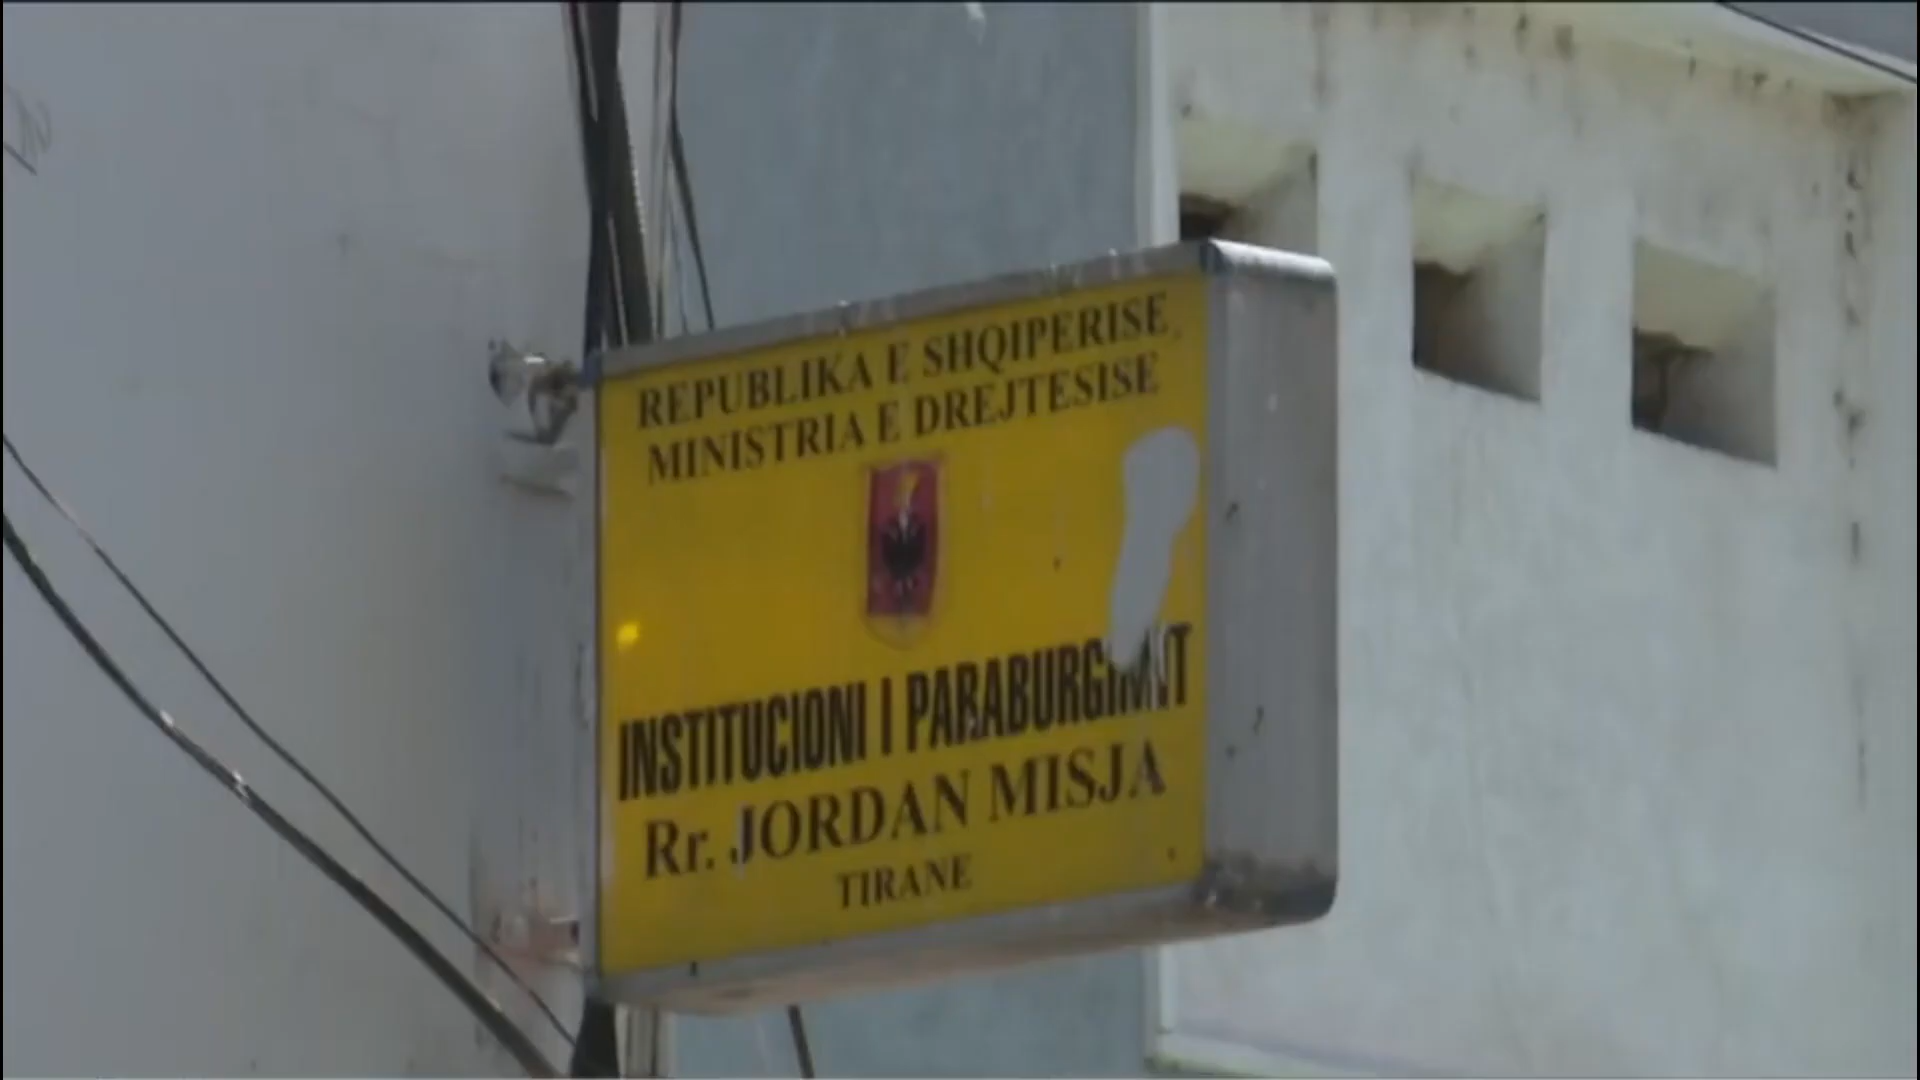 REPUBLIKA E SHQIPERISE
MINISTRIA E DREJTESISE
INSTITUCIONI I
Rr. JORDAN MISJA
TIRANE